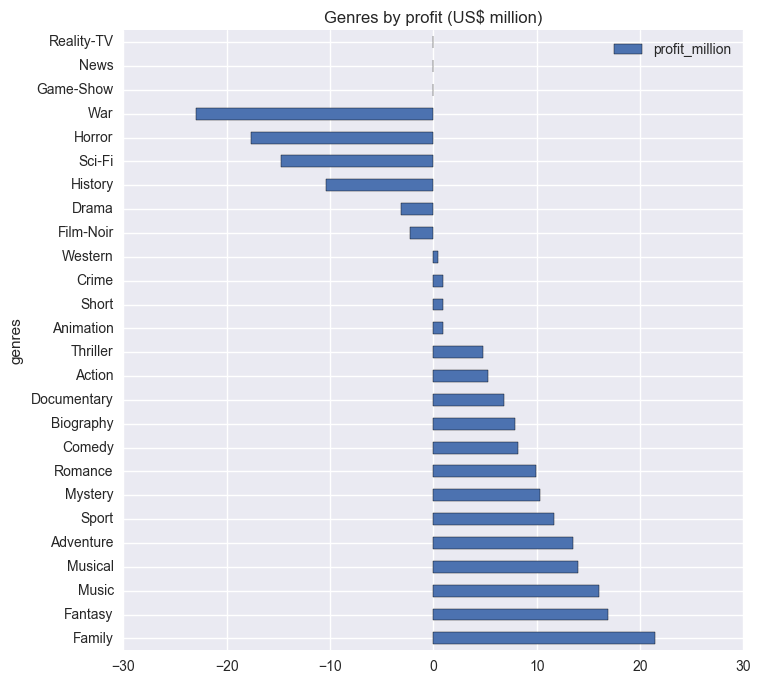 Genres by profit (US$ million)
profit_million
genres
Reality-TV
News
Game-Show
War
Horror
Sci-Fi
History
Drama
Film-Noir
Western
Crime
Short
Animation
Thriller
Action
Documentary
Biography
Comedy
Romance
Mystery
Sport
Adventure
Musical
Music
Fantasy
Family
−30 −20 −10 0 10 20 30